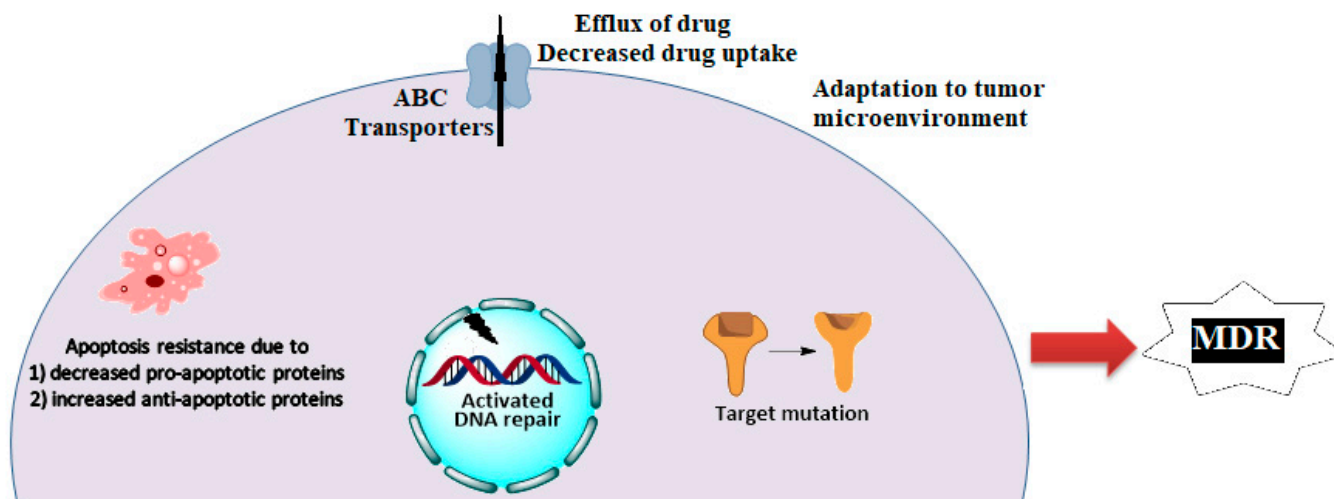 Efflux of drug
Decreased drug uptake
ABC
Transporters
Adaptation to tumor
microenvironment
Apoptosis resistance due to
1) decreased pro-apoptotic proteins
2) increased anti-apoptotic proteins
Activated
DNA repair
Target mutation
MDR